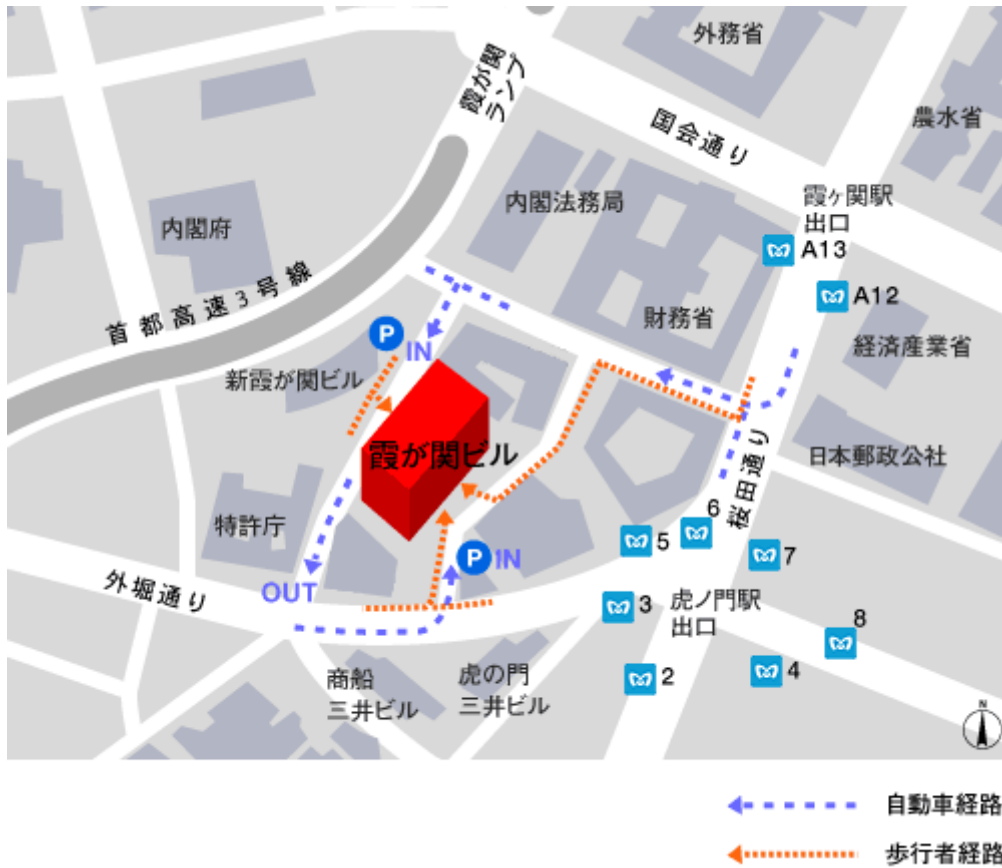 外務省
霞が関
ランプ
国会通り
農水省
内閣法務局
霞ヶ関駅
出口
A13
内閣府
A12
首都高速3号線
財務省
経済産業省
P
IN
新霞が関ビル
霞が関ビル
日本郵政公社
桜田通り
特許庁
6
5
7
P
IN
外堀通り
OUT
3
虎ノ門駅
出口
8
商船
三井ビル
虎の門
三井ビル
2
4
N
自動車経路
歩行者経路